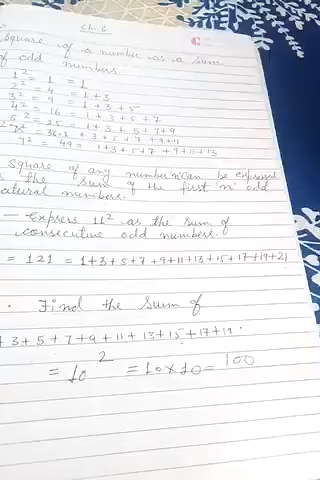 Ch. 6
Square of a number as a sum
of odd numbers.
1² = 1 = 1
2² = 4 = 1+3
3² = 9 = 1+3+5
4² = 16 = 1+3+5+7
5² = 25 = 1+3+5+7+9
6² = 36 = 1+3+5+7+9+11
7² = 49 = 1+3+5+7+9+11+13
Square of any number 'n' can be expressed
the sum of the first 'n' odd
natural numbers.
— Express 11² as the sum of
consecutive odd numbers.
= 121 = 1+3+5+7+9+11+13+15+17+19+21
. Find the sum of
+3+5+7+9+11+13+15+17+19.
= 10² = 10×10 = 100